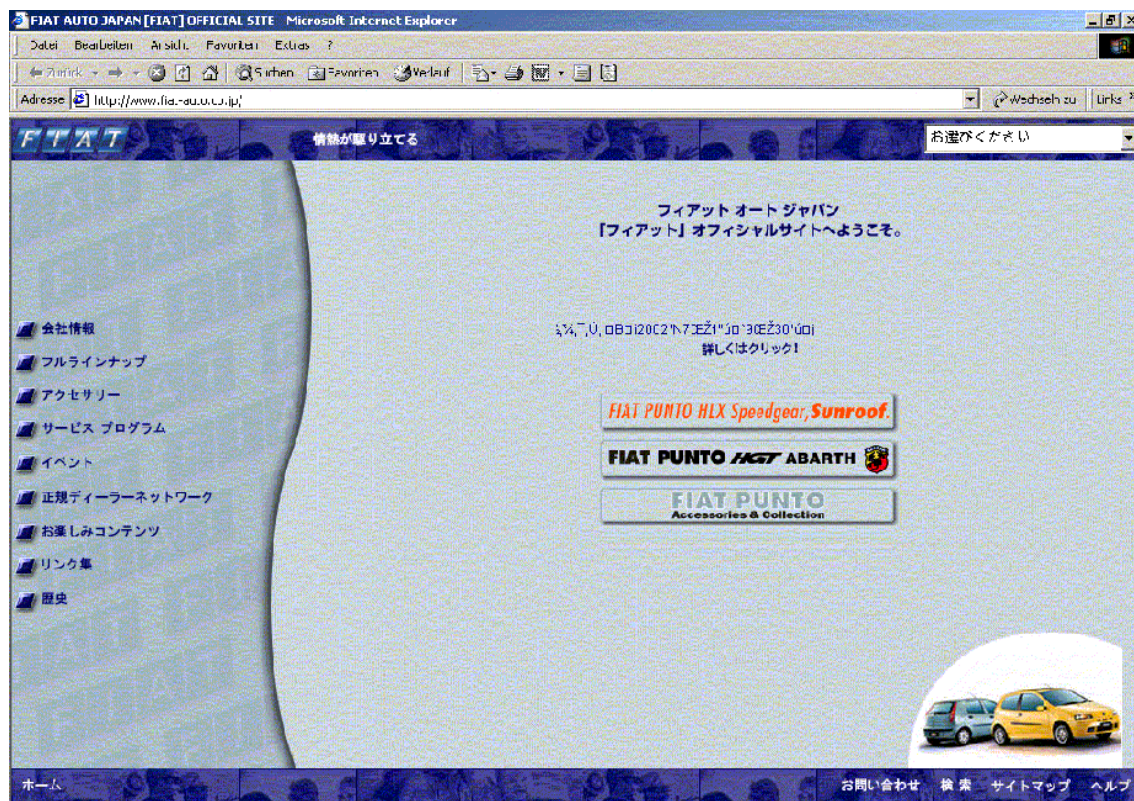 FIAT AUTO JAPAN [FIAT] OFFICIAL SITE Microsoft Internet Explorer
Datei Bearbeiten Ansicht Favoriten Extras ?
Zurück Suchen Favoriten Verlauf
Adresse http://www.fiat-auto.co.jp/ Wechseln zu Links
FIAT 情熱が駆り立てる お選びください
フィアット オート ジャパン
「フィアット」オフィシャルサイトへようこそ。
詳しくはクリック!
会社情報
フルラインナップ
アクセサリー
サービス プログラム
イベント
正規ディーラーネットワーク
お楽しみコンテンツ
リンク集
歴史
FIAT PUNTO HLX Speedgear, Sunroof.
FIAT PUNTO HGT ABARTH
FIAT PUNTO
Accessories & Collection
ホーム お問い合わせ 検索 サイトマップ ヘルプ